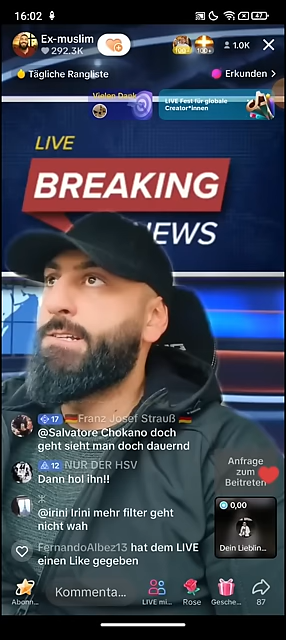 16:02
47
Ex-muslim
292.3K
100+
1.0K
Tägliche Rangliste
Erkunden >
Vielen Dank
LIVE Fest für globale
Creator*innen
LIVE
BREAKING
NEWS
17 Franz Josef Strauß
@Salvatore Chokano doch
geht sieht man doch dauernd
12 NUR DER HSV
Dann hol ihn!!
@irini Irini mehr filter geht
nicht wah
Anfrage
zum
Beitreten
0,00
Dein Lieblin...
FernandoAlbez13 hat dem LIVE
einen Like gegeben
Kommenta...
Abonn...
LIVE mi...
Rose
Gesche...
87